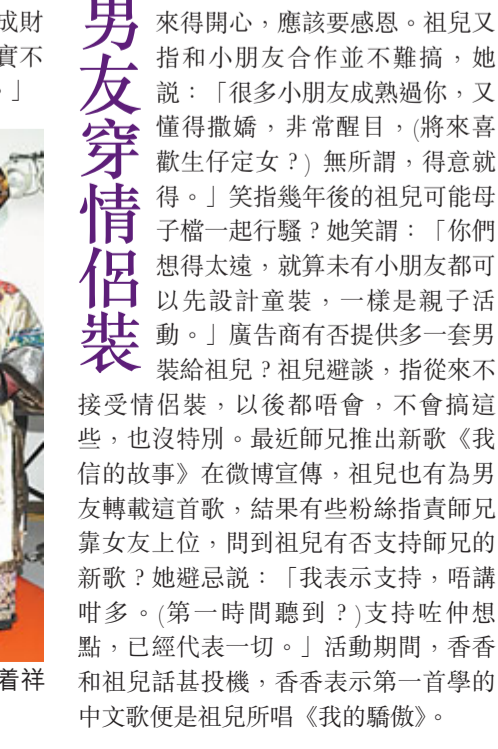 成財
實不
。」
男友穿情侶裝
來得開心，應該要感恩。祖兒又
指和小朋友合作並不難搞，她
説：「很多小朋友成熟過你，又
懂得撒嬌，非常醒目，(將來喜
歡生仔定女？) 無所謂，得意就
得。」笑指幾年後的祖兒可能母
子檔一起行騷？她笑謂：「你們
想得太遠，就算未有小朋友都可
以先設計童裝，一樣是親子活
動。」廣告商有否提供多一套男
裝給祖兒？祖兒避談，指從來不
接受情侶裝，以後都唔會，不會搞這
些，也沒特別。最近師兄推出新歌《我
信的故事》在微博宣傳，祖兒也有為男
友轉載這首歌，結果有些粉絲指責師兄
靠女友上位，問到祖兒有否支持師兄的
新歌？她避忌説：「我表示支持，唔講
咁多。(第一時間聽到？)支持咗仲想
點，已經代表一切。」活動期間，香香
和祖兒話甚投機，香香表示第一首學的
中文歌便是祖兒所唱《我的驕傲》。
着祥